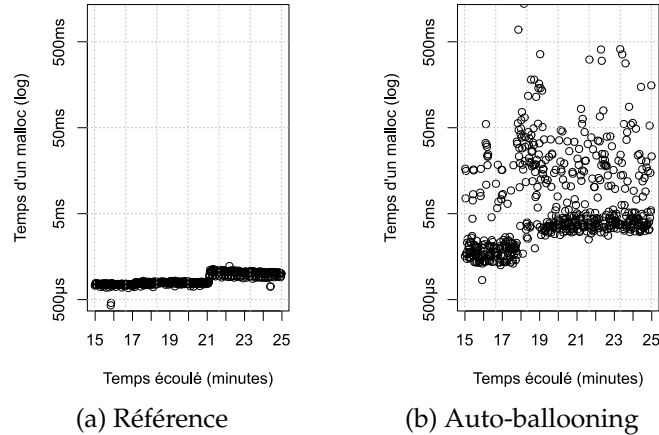 Temps d'un malloc (log)
500µs 5ms 50ms 500ms
15 17 19 21 23 25
Temps écoulé (minutes)
(a) Référence
Temps d'un malloc (log)
500µs 5ms 50ms 500ms
15 17 19 21 23 25
Temps écoulé (minutes)
(b) Auto-ballooning